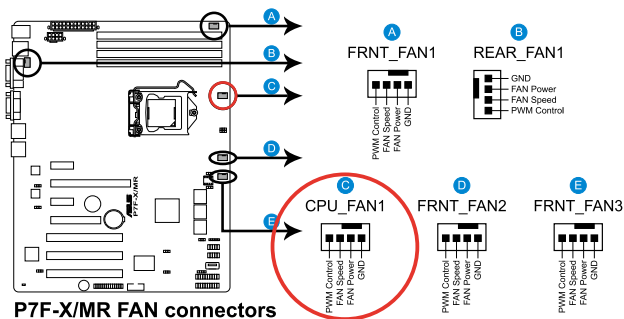 A
B
C
D
E
ASUS
P7F-X/MR
A
FRNT_FAN1
PWM Control
FAN Speed
FAN Power
GND
B
REAR_FAN1
GND
FAN Power
FAN Speed
PWM Control
C
CPU_FAN1
PWM Control
FAN Speed
FAN Power
GND
D
FRNT_FAN2
PWM Control
FAN Speed
FAN Power
GND
E
FRNT_FAN3
PWM Control
FAN Speed
FAN Power
GND
P7F-X/MR FAN connectors